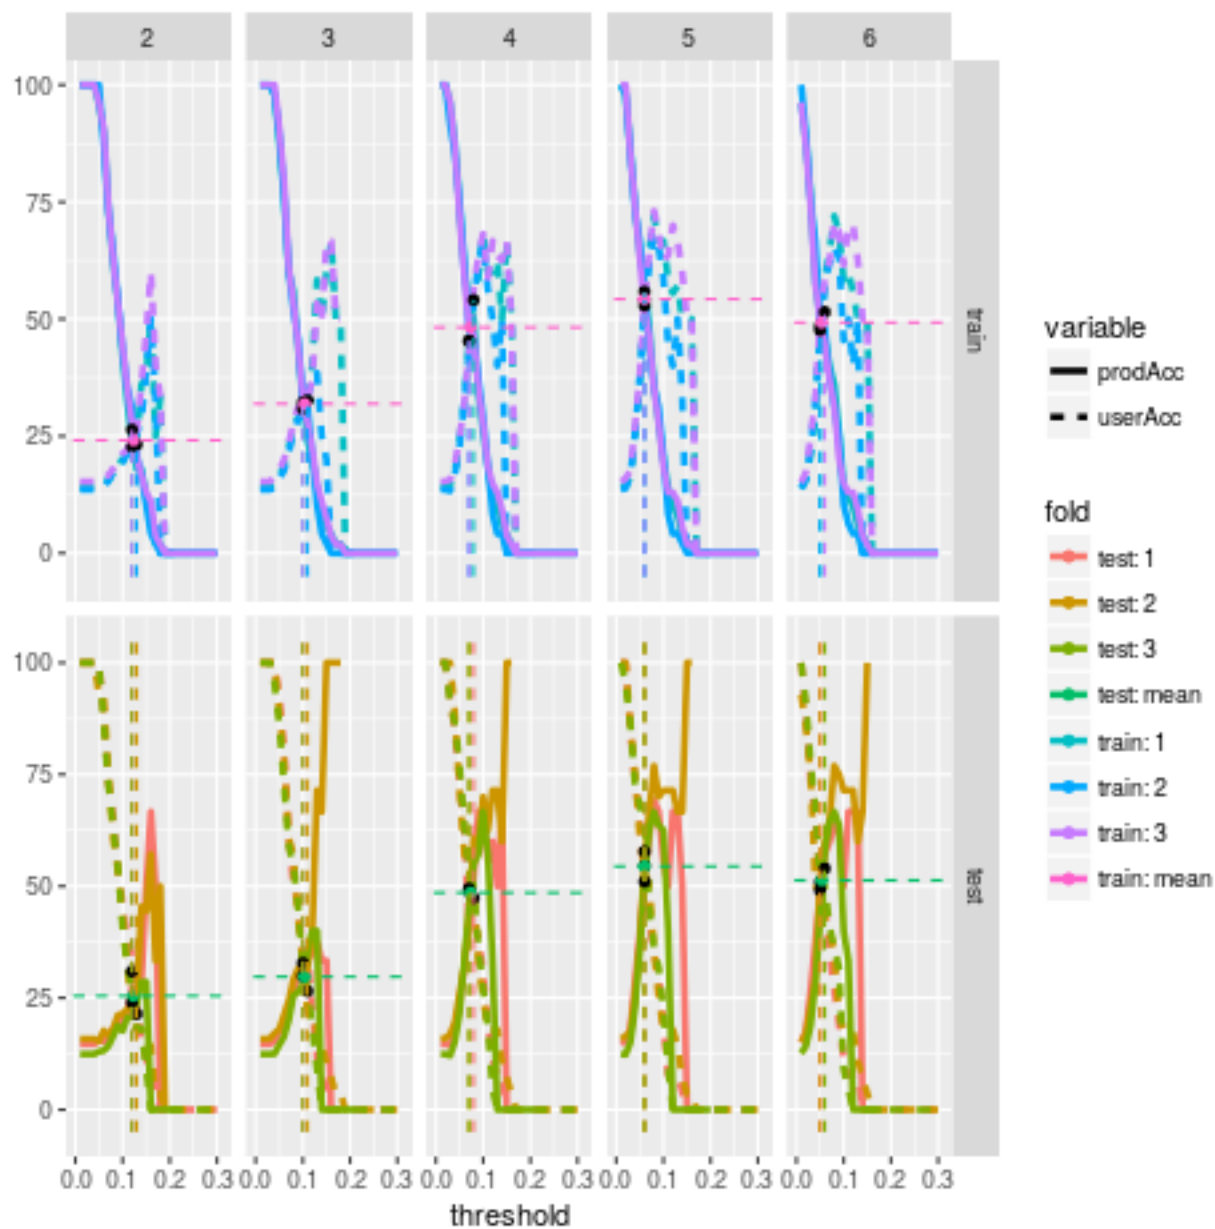 2 3 4 5 6
100
75
50
25
0
train
100
75
50
25
0
test
0.0 0.1 0.2 0.3 0.0 0.1 0.2 0.3 0.0 0.1 0.2 0.3 0.0 0.1 0.2 0.3 0.0 0.1 0.2 0.3
threshold
variable
prodAcc
userAcc
fold
test: 1
test: 2
test: 3
test: mean
train: 1
train: 2
train: 3
train: mean